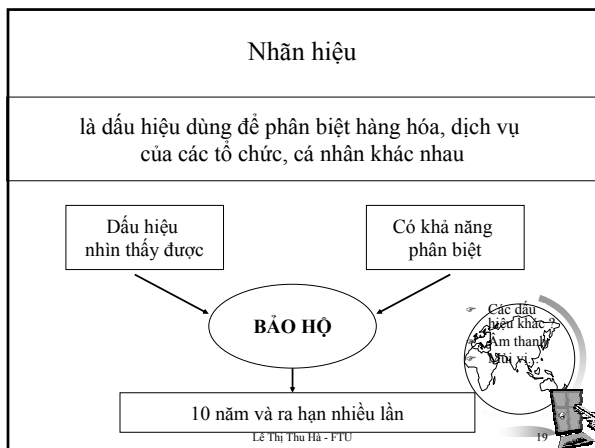 Nhãn hiệu
là dấu hiệu dùng để phân biệt hàng hóa, dịch vụ
của các tổ chức, cá nhân khác nhau
Dấu hiệu
nhìn thấy được
Có khả năng
phân biệt
BẢO HỘ
☞ Các dấu
hiệu khác ?
☞ Âm thanh
☞ Mùi vị…
10 năm và ra hạn nhiều lần
Lê Thị Thu Hà - FTU
19